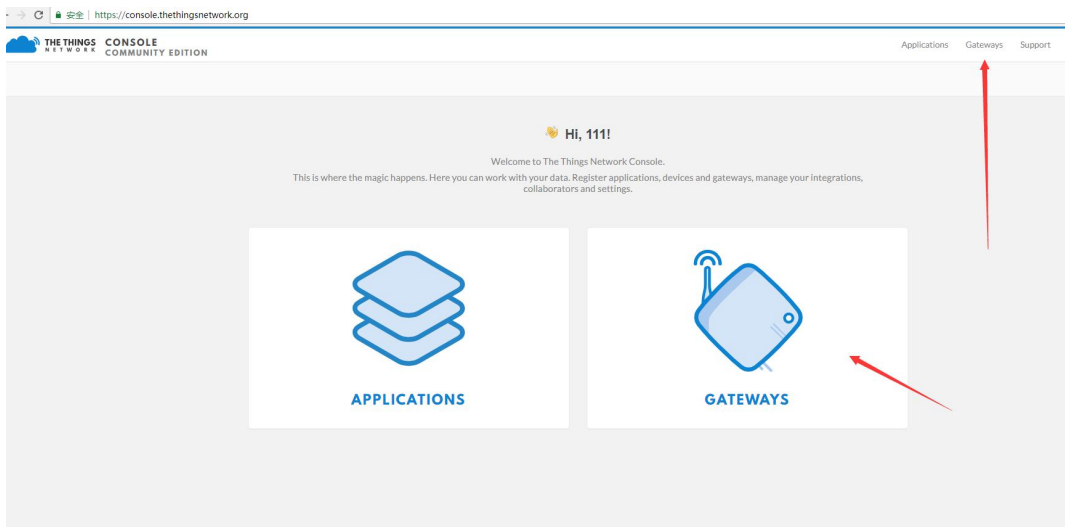 安全 | https://console.thethingsnetwork.org
THE THINGS NETWORK CONSOLE COMMUNITY EDITION
Applications Gateways Support
Hi, 111!
Welcome to The Things Network Console.
This is where the magic happens. Here you can work with your data. Register applications, devices and gateways, manage your integrations,
collaborators and settings.
APPLICATIONS
GATEWAYS